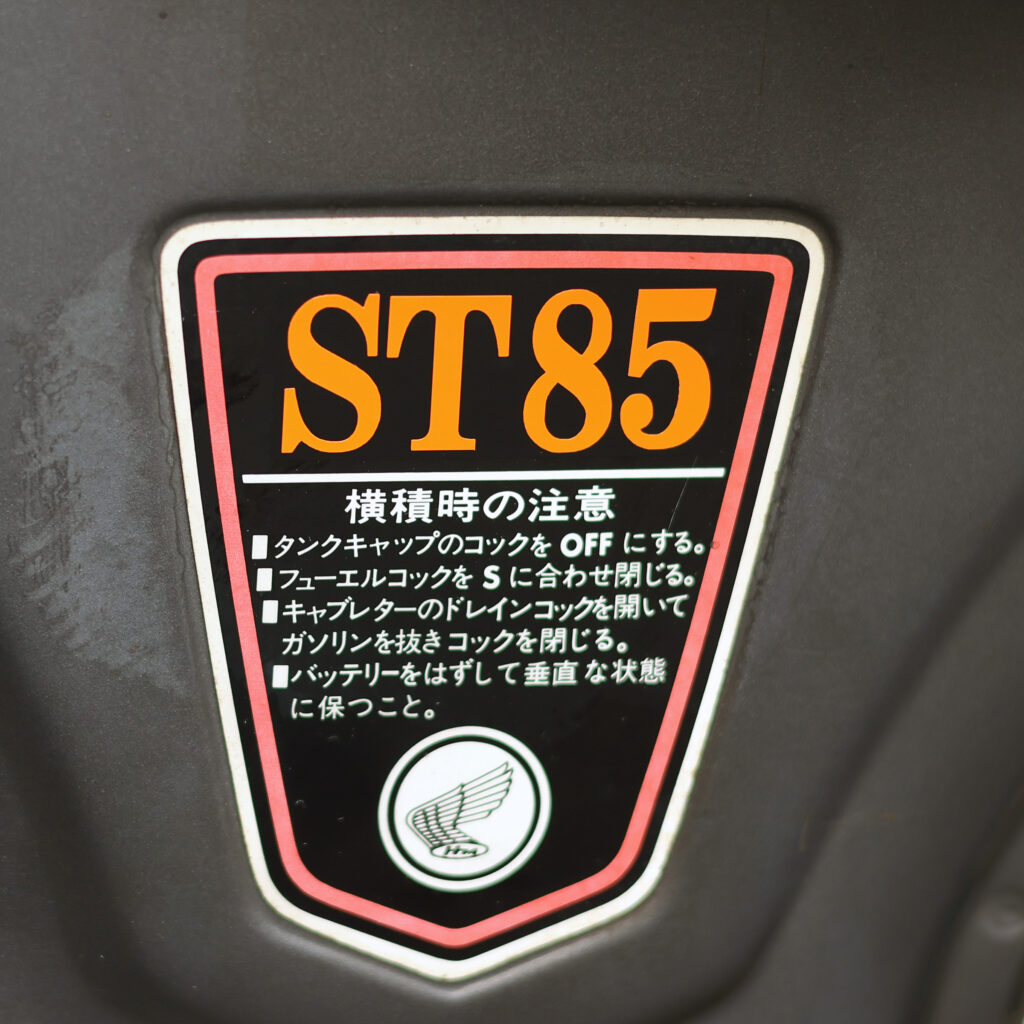 ST85
横積時の注意
■タンクキャップのコックを OFF にする。
■フューエルコックを S に合わせ閉じる。
■キャブレターのドレインコックを開いて
ガソリンを抜きコックを閉じる。
■バッテリーをはずして垂直な状態
に保つこと。
HM